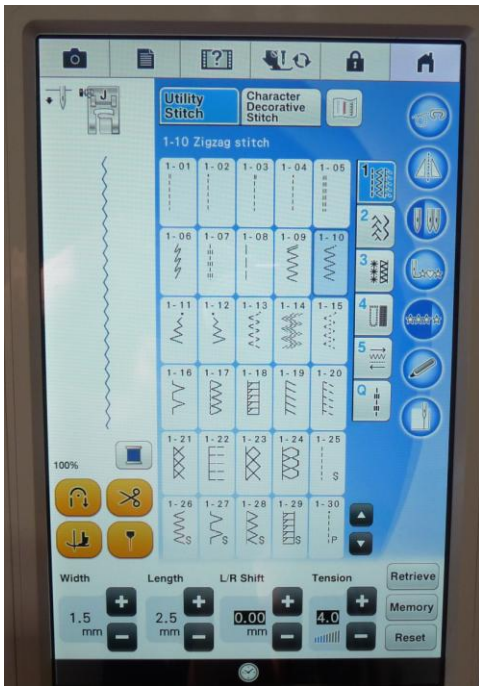 [?]
J
Utility
Stitch
Character
Decorative
Stitch
1-10 Zigzag stitch
1-01 1-02 1-03 1-04 1-05
1-06 1-07 1-08 1-09 1-10
1-11 1-12 1-13 1-14 1-15
1-16 1-17 1-18 1-19 1-20
1-21 1-22 1-23 1-24 1-25
S
1-26 1-27 1-28 1-29 1-30
S S S S P
1
2
3
4
5
Q
100%
Width Length L/R Shift Tension
1.5 2.5 0.00 4.0
mm mm mm
Retrieve
Memory
Reset